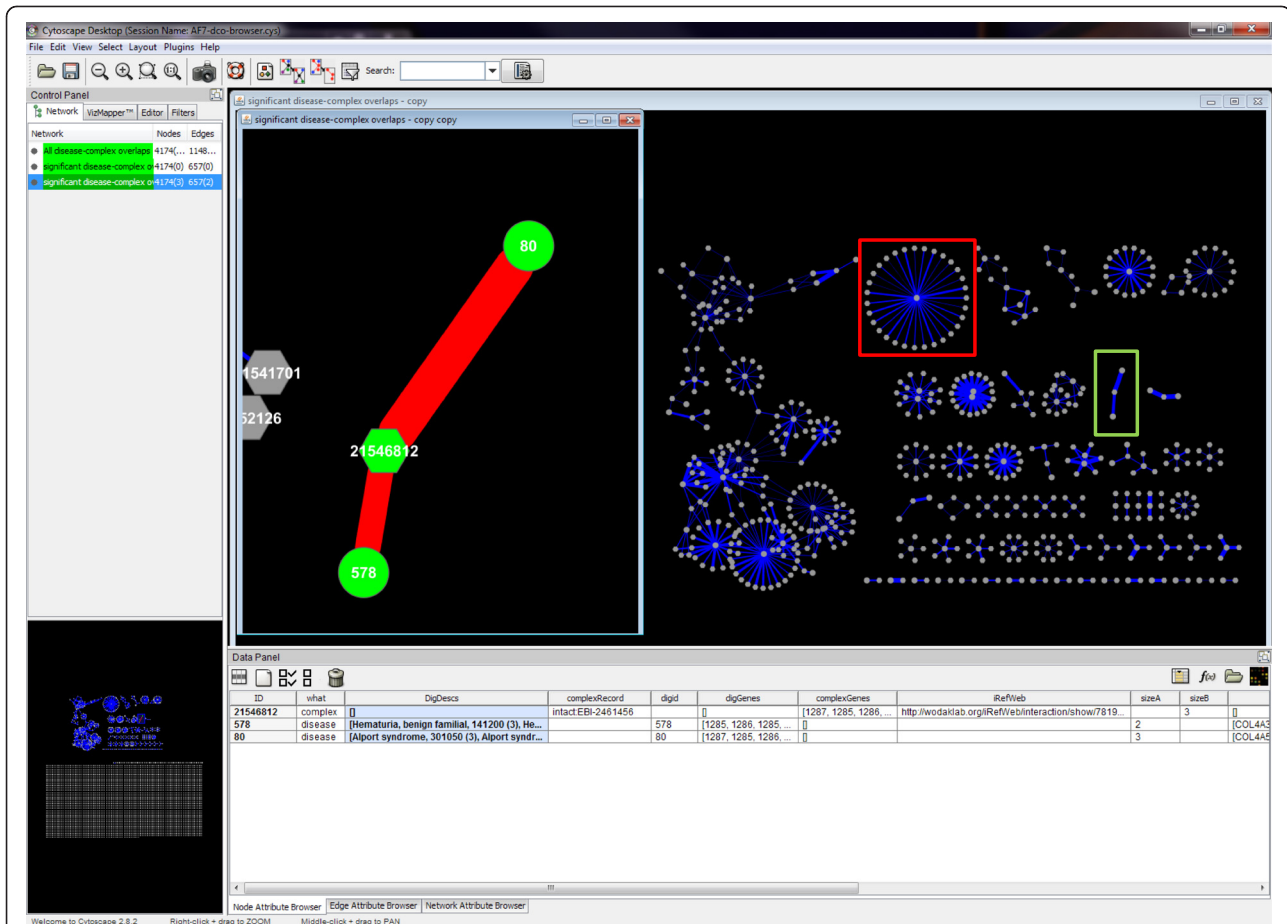 Cytoscape Desktop (Session Name: AF7-dco-browser.cys)
File Edit View Select Layout Plugins Help
Search:
Control Panel
Network VizMapper™ Editor Filters
Network Nodes Edges
All disease-complex overlaps 4174(... 1148...
significant disease-complex o 4174(0) 657(0)
significant disease-complex o 4174(3) 657(2)
significant disease-complex overlaps - copy
significant disease-complex overlaps - copy copy
80
1541701
52126
21546812
578
Data Panel
f(x)
ID what DigDescs complexRecord digid digGenes complexGenes iRefWeb sizeA sizeB
21546812 complex [] intact:EBI-2461456 [] [1287, 1285, 1286, ... http://wodaklab.org/iRefWeb/interaction/show/7819... 3 []
578 disease [Hematuria, benign familial, 141200 (3), He... 578 [1285, 1286, 1285, ... [] 2 [COL4A3
80 disease [Alport syndrome, 301050 (3), Alport syndr... 80 [1287, 1285, 1286, ... [] 3 [COL4A5
Node Attribute Browser Edge Attribute Browser Network Attribute Browser
Welcome to Cytoscape 2.8.2 Right-click + drag to ZOOM Middle-click + drag to PAN